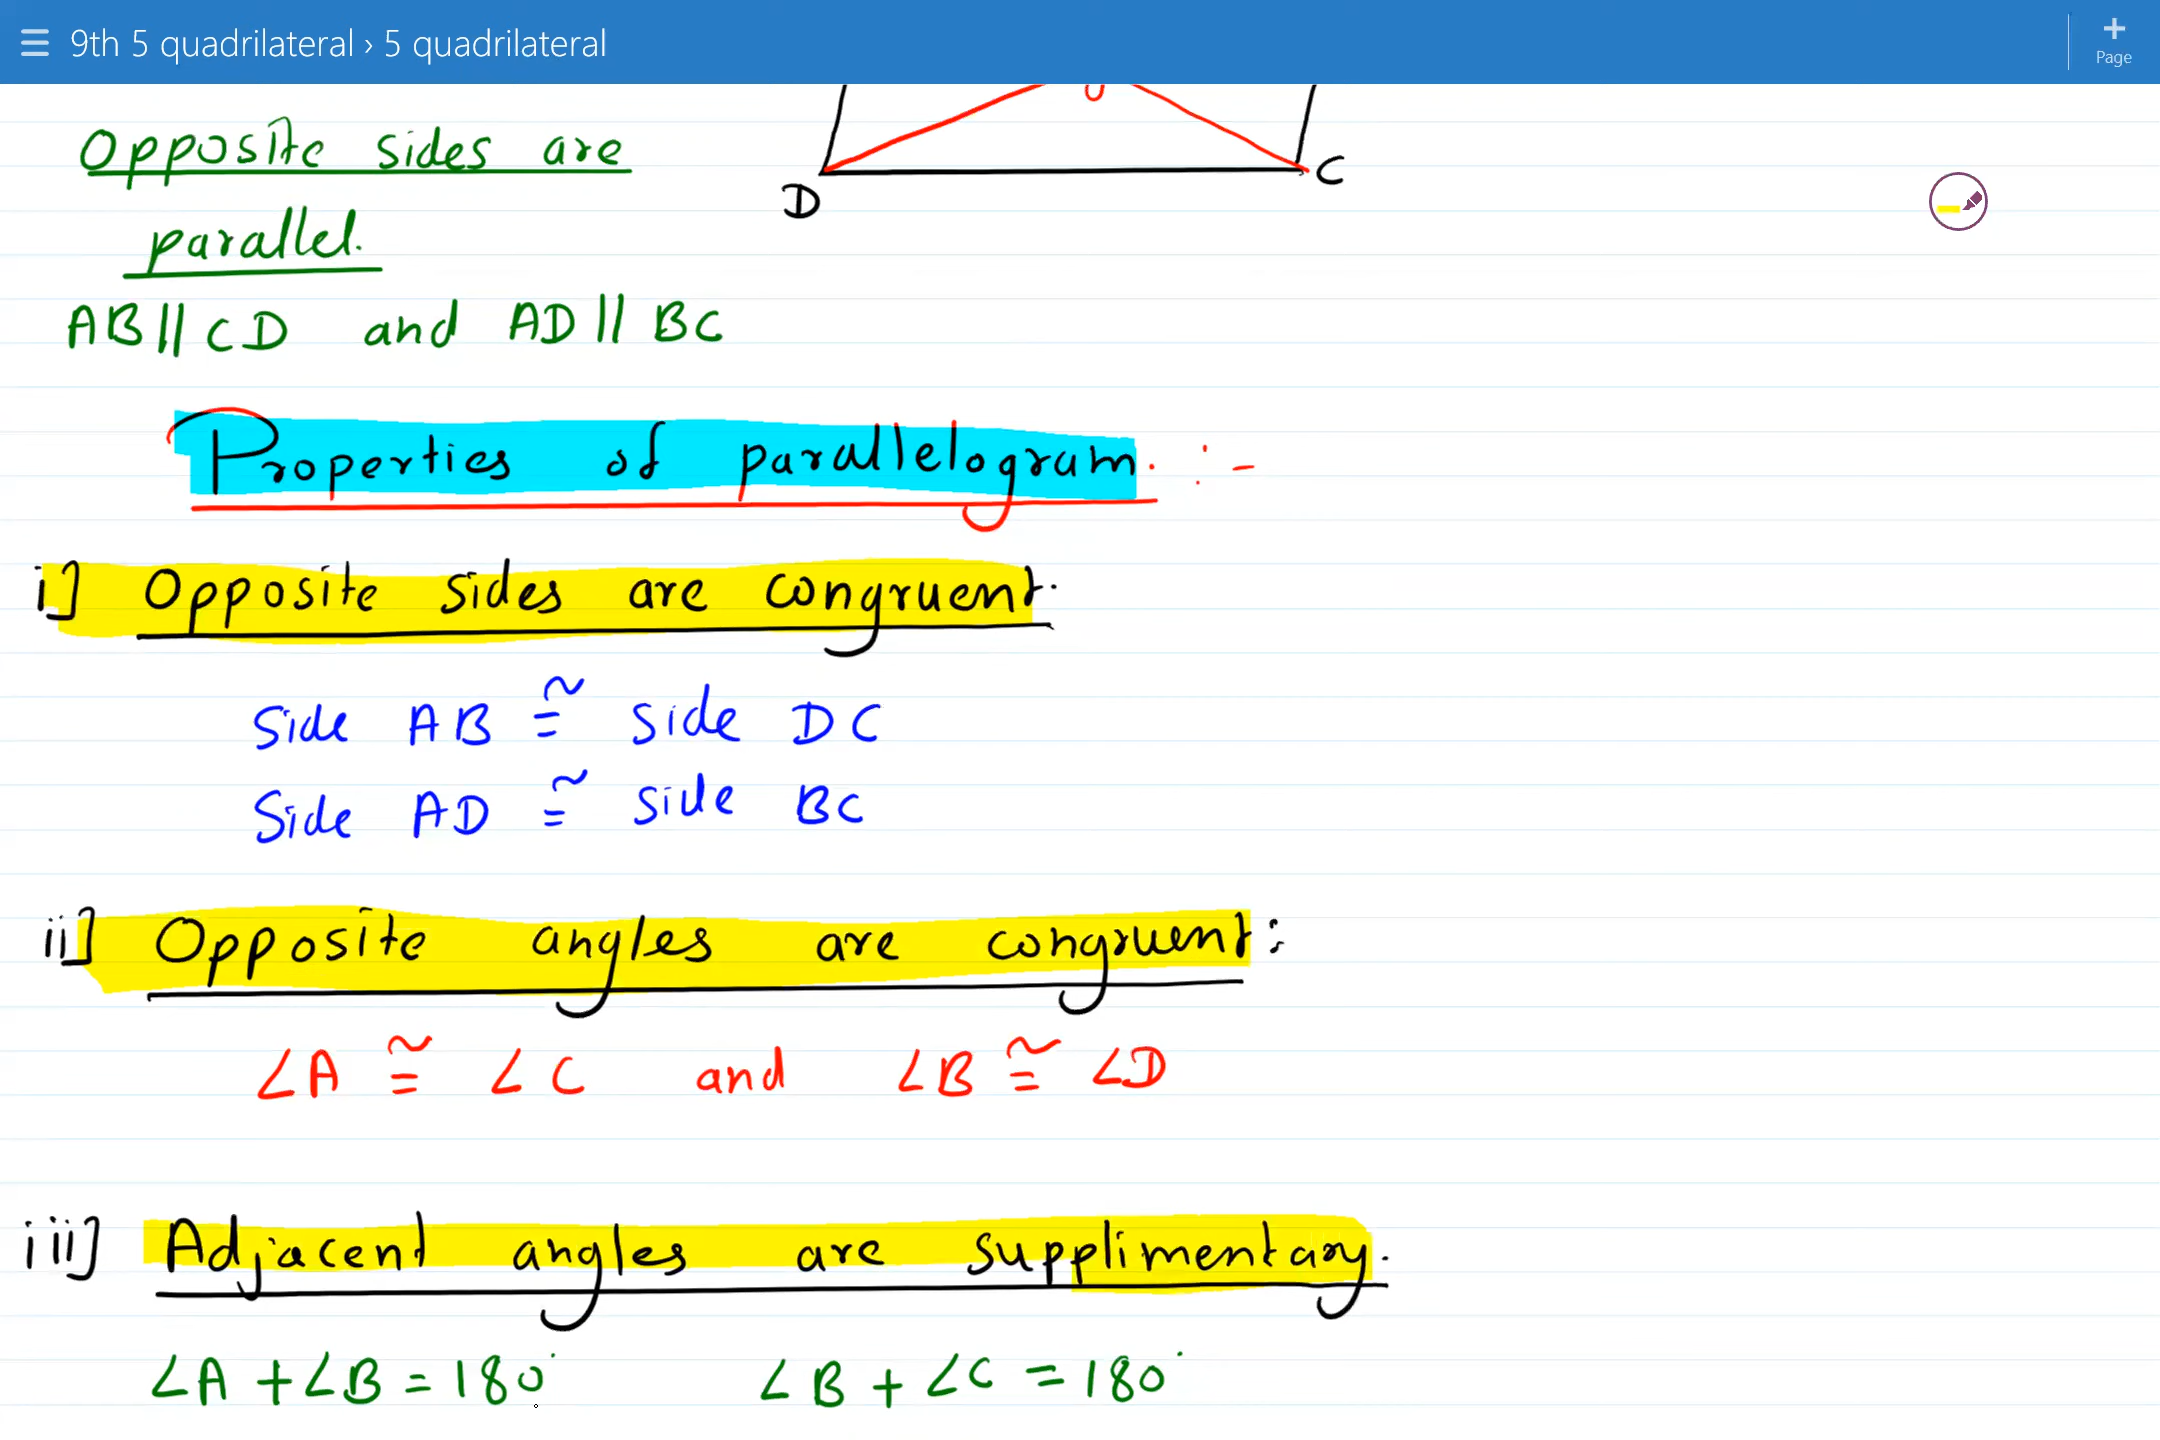 9th 5 quadrilateral › 5 quadrilateral
Page
O
Opposite sides are
D
C
parallel.
AB || CD and AD || BC
Properties of parallelogram. :-
i] Opposite sides are congruent.
Side AB ≅ side DC
Side AD ≅ side BC
ii] Opposite angles are congruent:
∠A ≅ ∠C and ∠B ≅ ∠D
iii] Adjacent angles are supplimentary.
∠A + ∠B = 180° ∠B + ∠C = 180°